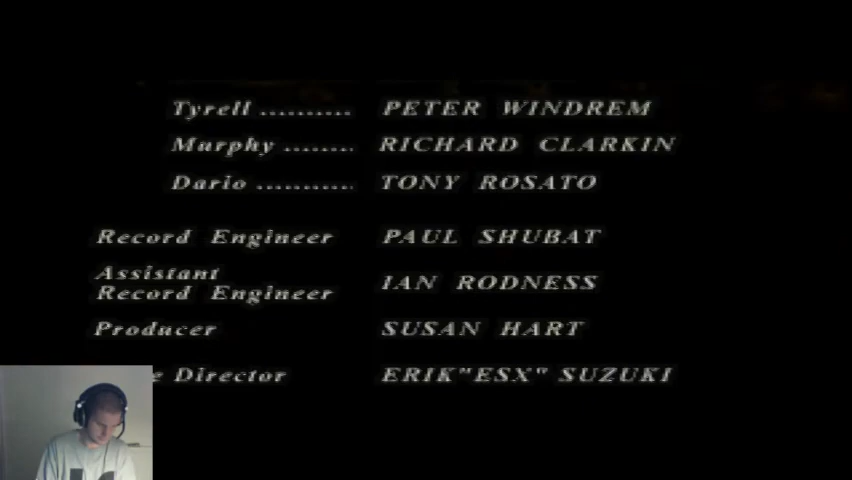 Tyrell .......... PETER WINDREM
Murphy ........ RICHARD CLARKIN
Dario ........... TONY ROSATO
Record Engineer PAUL SHUBAT
Assistant
Record Engineer IAN RODNESS
Producer SUSAN HART
Director ERIK"ESX" SUZUKI